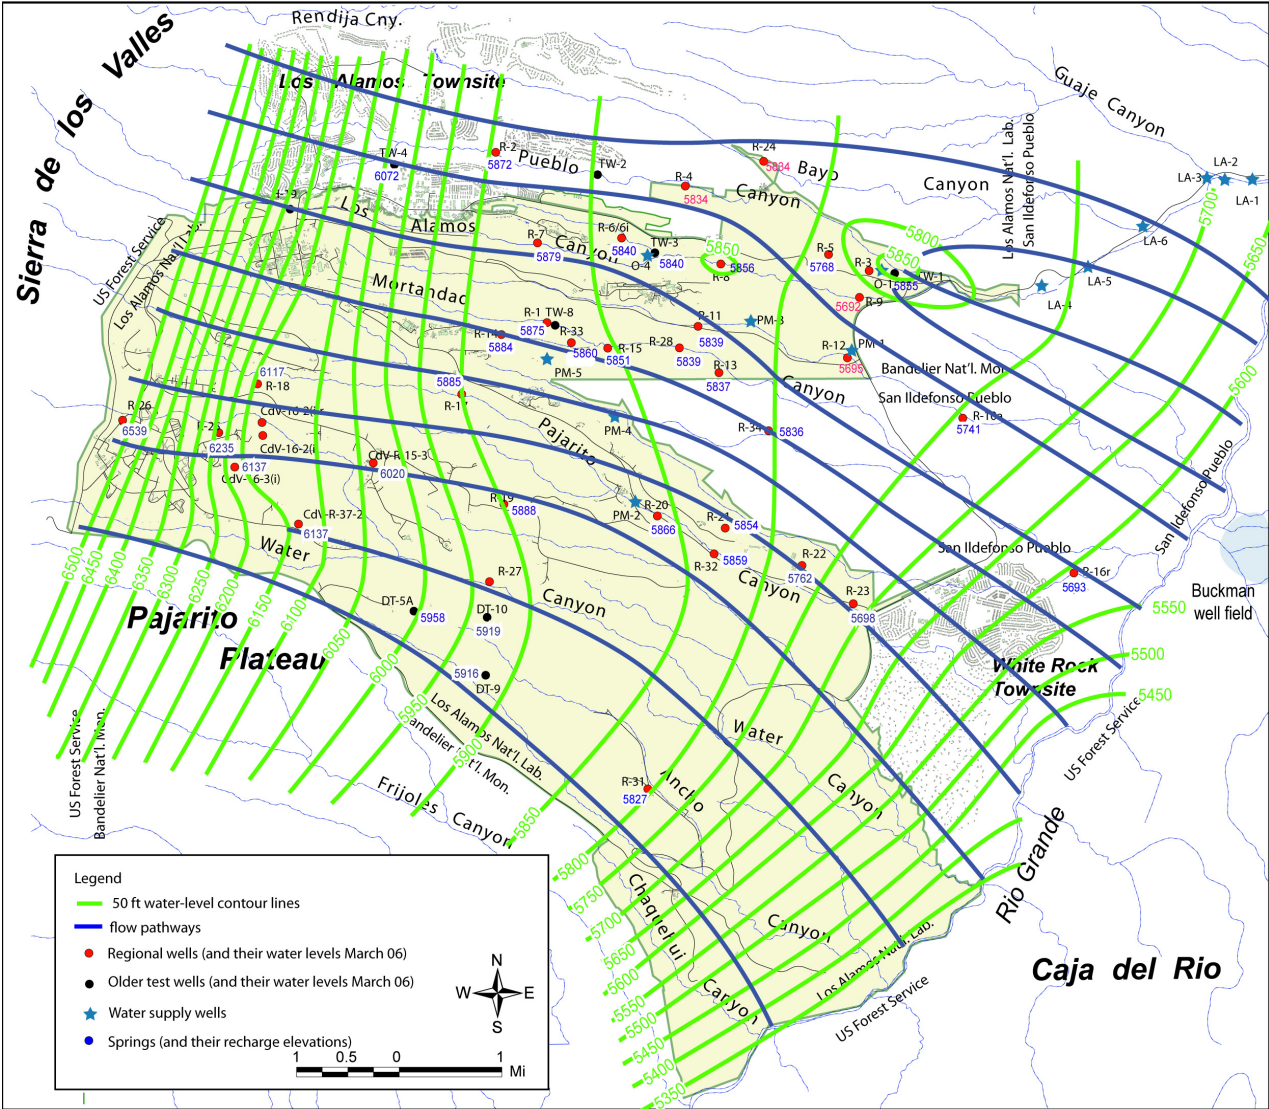 Rendija Cny.
Sierra de los Valles
Los Alamos Townsite
Guaje Canyon
Los Alamos Nat'l. Lab.
San Ildefonso Pueblo
R-24
5834
Bayo
Canyon
Canyon
LA-2
LA-3
LA-1
5700
LA-6
5650
LA-5
LA-4
TW-4
6072
R-2
5872
Pueblo
TW-2
R-4
5834
Los
Alamos
Canyon
R-7
5879
R-6/6i
5840
TW-3
5840
O-4
5850
5856
R-8
R-5
5768
5800
5850
R-3
O-1
5855
TW-1
5692
R-9
US Forest Service
Los Alamos Nat'l. Lab.
Mortandad
Canyon
R-1
5875
TW-8
R-33
5860
R-14
5884
PM-5
R-15
5851
R-28
5839
R-11
5839
PM-3
R-13
5837
R-12
5695
PM-1
Bandelier Nat'l. Mon.
San Ildefonso Pueblo
R-16a
5741
5600
6117
R-18
5885
R-17
R-26
6539
6235
CdV-16-2(i)r
CdV-16-2(i)
6137
CdV-16-3(i)
CdV-R-15-3
6020
Pajarito
PM-4
R-34
5836
R-19
5888
PM-2
R-20
5866
R-21
5854
R-32
5859
R-22
5762
Canyon
R-23
5698
San Ildefonso Pueblo
San Ildefonso Pueblo
R-16r
5693
Buckman
well field
CdV-R-37-2
6137
Water
Canyon
R-27
DT-5A
5958
DT-10
5919
5916
DT-9
6500
6450
6400
6350
6300
6250
6200
6150
6100
6050
6000
5950
5900
5850
5800
5750
5700
5650
5600
5550
5500
5450
5400
5350
5550
5500
5450
Pajarito
Plateau
White Rock
Townsite
US Forest Service
Bandelier Nat'l. Mon.
Los Alamos Nat'l. Lab.
Bandelier Nat'l. Mon.
Frijoles Canyon
Water
Canyon
R-31
5827
Ancho
Canyon
Chaquehui
Canyon
Los Alamos Nat'l. Lab.
US Forest Service
US Forest Service
Rio Grande
Caja del Rio
Legend
50 ft water-level contour lines
flow pathways
Regional wells (and their water levels March 06)
Older test wells (and their water levels March 06)
Water supply wells
Springs (and their recharge elevations)
N
W E
S
1 0.5 0 1
Mi